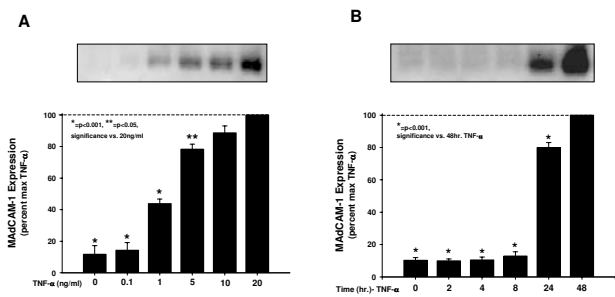 A
B
*=p<0.001, **=p<0.05,
significance vs. 20ng/ml
*=p<0.001,
significance vs. 48hr. TNF-α
MAdCAM-1 Expression
(percent max TNF-α)
100
80
60
40
20
0
*
*
*
**
TNF-α (ng/ml)
0 0.1 1 5 10 20
MAdCAM-1 Expression
(percent max TNF-α)
100
80
60
40
20
0
*
*
*
*
*
Time (hr.)- TNF-α
0 2 4 8 24 48